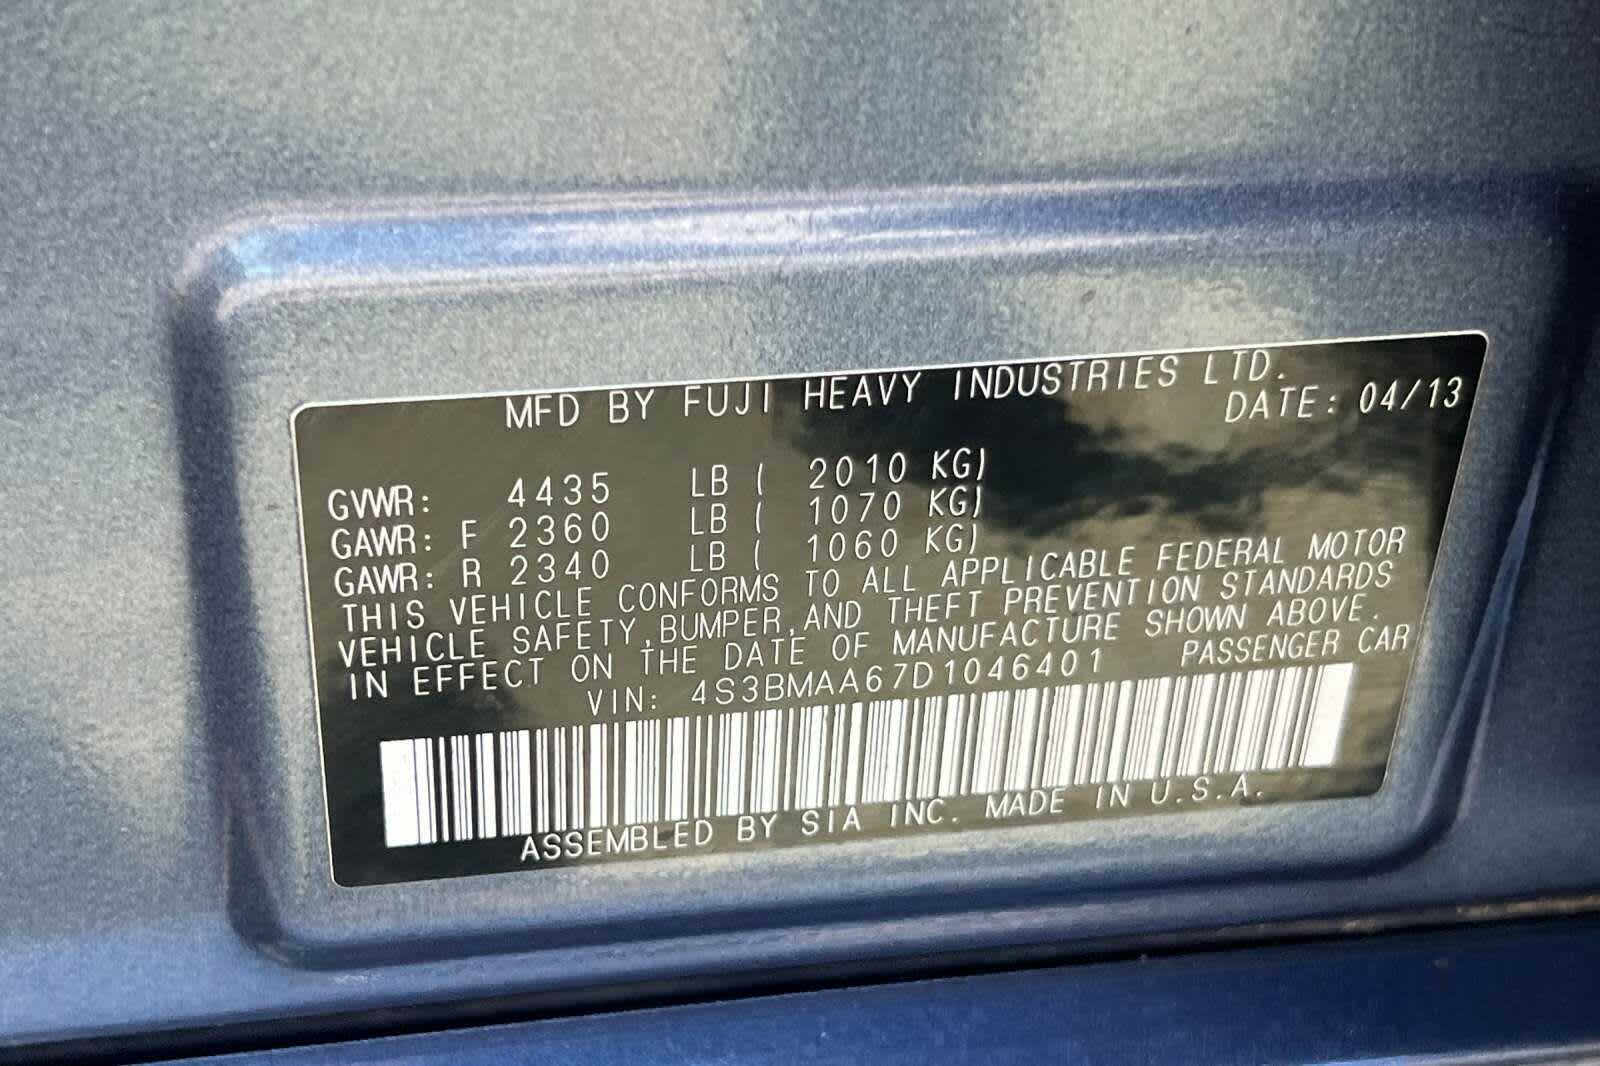 MFD BY FUJI HEAVY INDUSTRIES LTD.
DATE: 04/13
GVWR: 4435 LB ( 2010 KG)
GAWR: F 2360 LB ( 1070 KG)
GAWR: R 2340 LB ( 1060 KG)
THIS VEHICLE CONFORMS TO ALL APPLICABLE FEDERAL MOTOR
VEHICLE SAFETY,BUMPER,AND THEFT PREVENTION STANDARDS
IN EFFECT ON THE DATE OF MANUFACTURE SHOWN ABOVE.
VIN: 4S3BMAA67D1046401 PASSENGER CAR
ASSEMBLED BY SIA INC. MADE IN U.S.A.